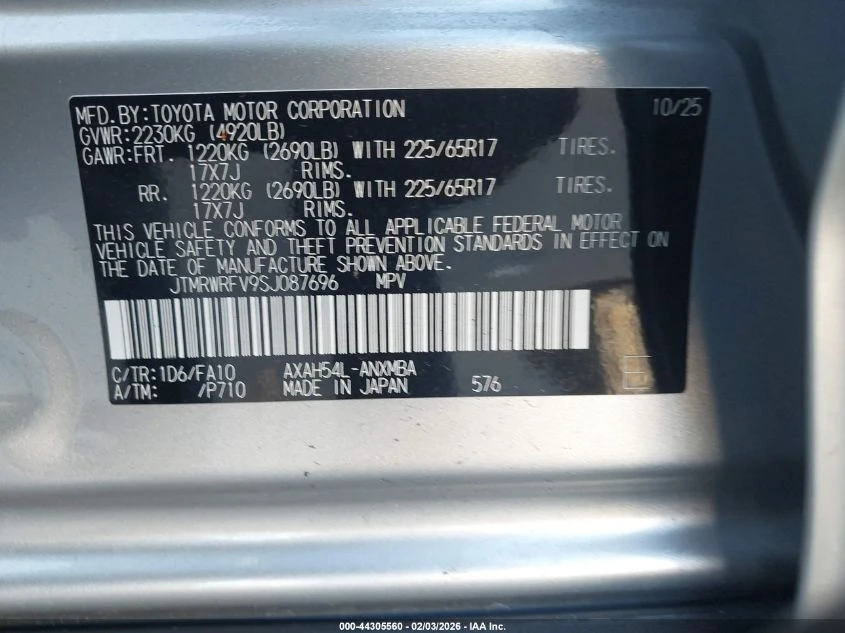 MFD.BY:TOYOTA MOTOR CORPORATION 10/25
GVWR:2230KG (4920LB)
GAWR:FRT. 1220KG (2690LB) WITH 225/65R17 TIRES.
17X7J RIMS.
RR. 1220KG (2690LB) WITH 225/65R17 TIRES.
17X7J RIMS.
THIS VEHICLE CONFORMS TO ALL APPLICABLE FEDERAL MOTOR
VEHICLE SAFETY AND THEFT PREVENTION STANDARDS IN EFFECT ON
THE DATE OF MANUFACTURE SHOWN ABOVE.
JTMRWRFV9SJ087696 MPV
C/TR:1D6/FA10 AXAH54L-ANXMBA
A/TM: /P710 MADE IN JAPAN 576 E
000-44305560 - 02/03/2026 - IAA Inc.